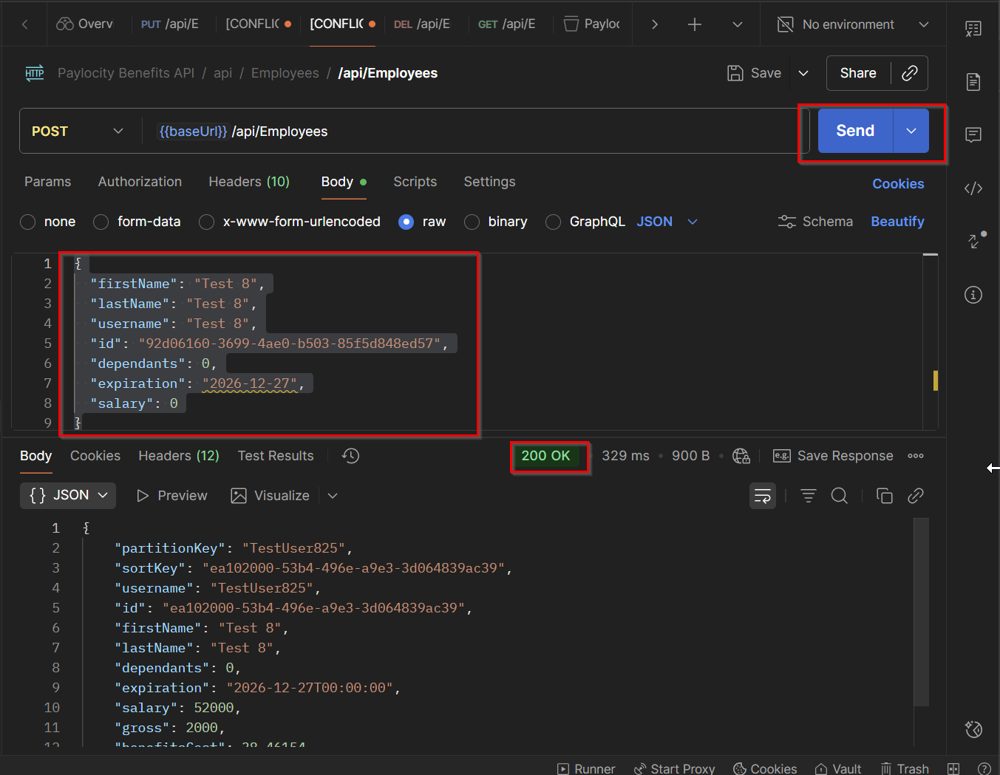 Overv
PUT /api/E
[CONFLIC
[CONFLIC
DEL /api/E
GET /api/E
Payloc
No environment
HTTP Paylocity Benefits API / api / Employees / /api/Employees
Save
Share
POST
{{baseUrl}} /api/Employees
Send
Params Authorization Headers (10) Body Scripts Settings
Cookies
none form-data x-www-form-urlencoded raw binary GraphQL JSON
Schema Beautify
1 {
2 "firstName": "Test 8",
3 "lastName": "Test 8",
4 "username": "Test 8",
5 "id": "92d06160-3699-4ae0-b503-85f5d848ed57",
6 "dependants": 0,
7 "expiration": "2026-12-27",
8 "salary": 0
9 }
Body Cookies Headers (12) Test Results
200 OK 329 ms 900 B
e.g. Save Response
{} JSON Preview Visualize
1 {
2 "partitionKey": "TestUser825",
3 "sortKey": "ea102000-53b4-496e-a9e3-3d064839ac39",
4 "username": "TestUser825",
5 "id": "ea102000-53b4-496e-a9e3-3d064839ac39",
6 "firstName": "Test 8",
7 "lastName": "Test 8",
8 "dependants": 0,
9 "expiration": "2026-12-27T00:00:00",
10 "salary": 52000,
11 "gross": 2000,
12 "benefitsCost": 38.46154
Runner Start Proxy Cookies Vault Trash